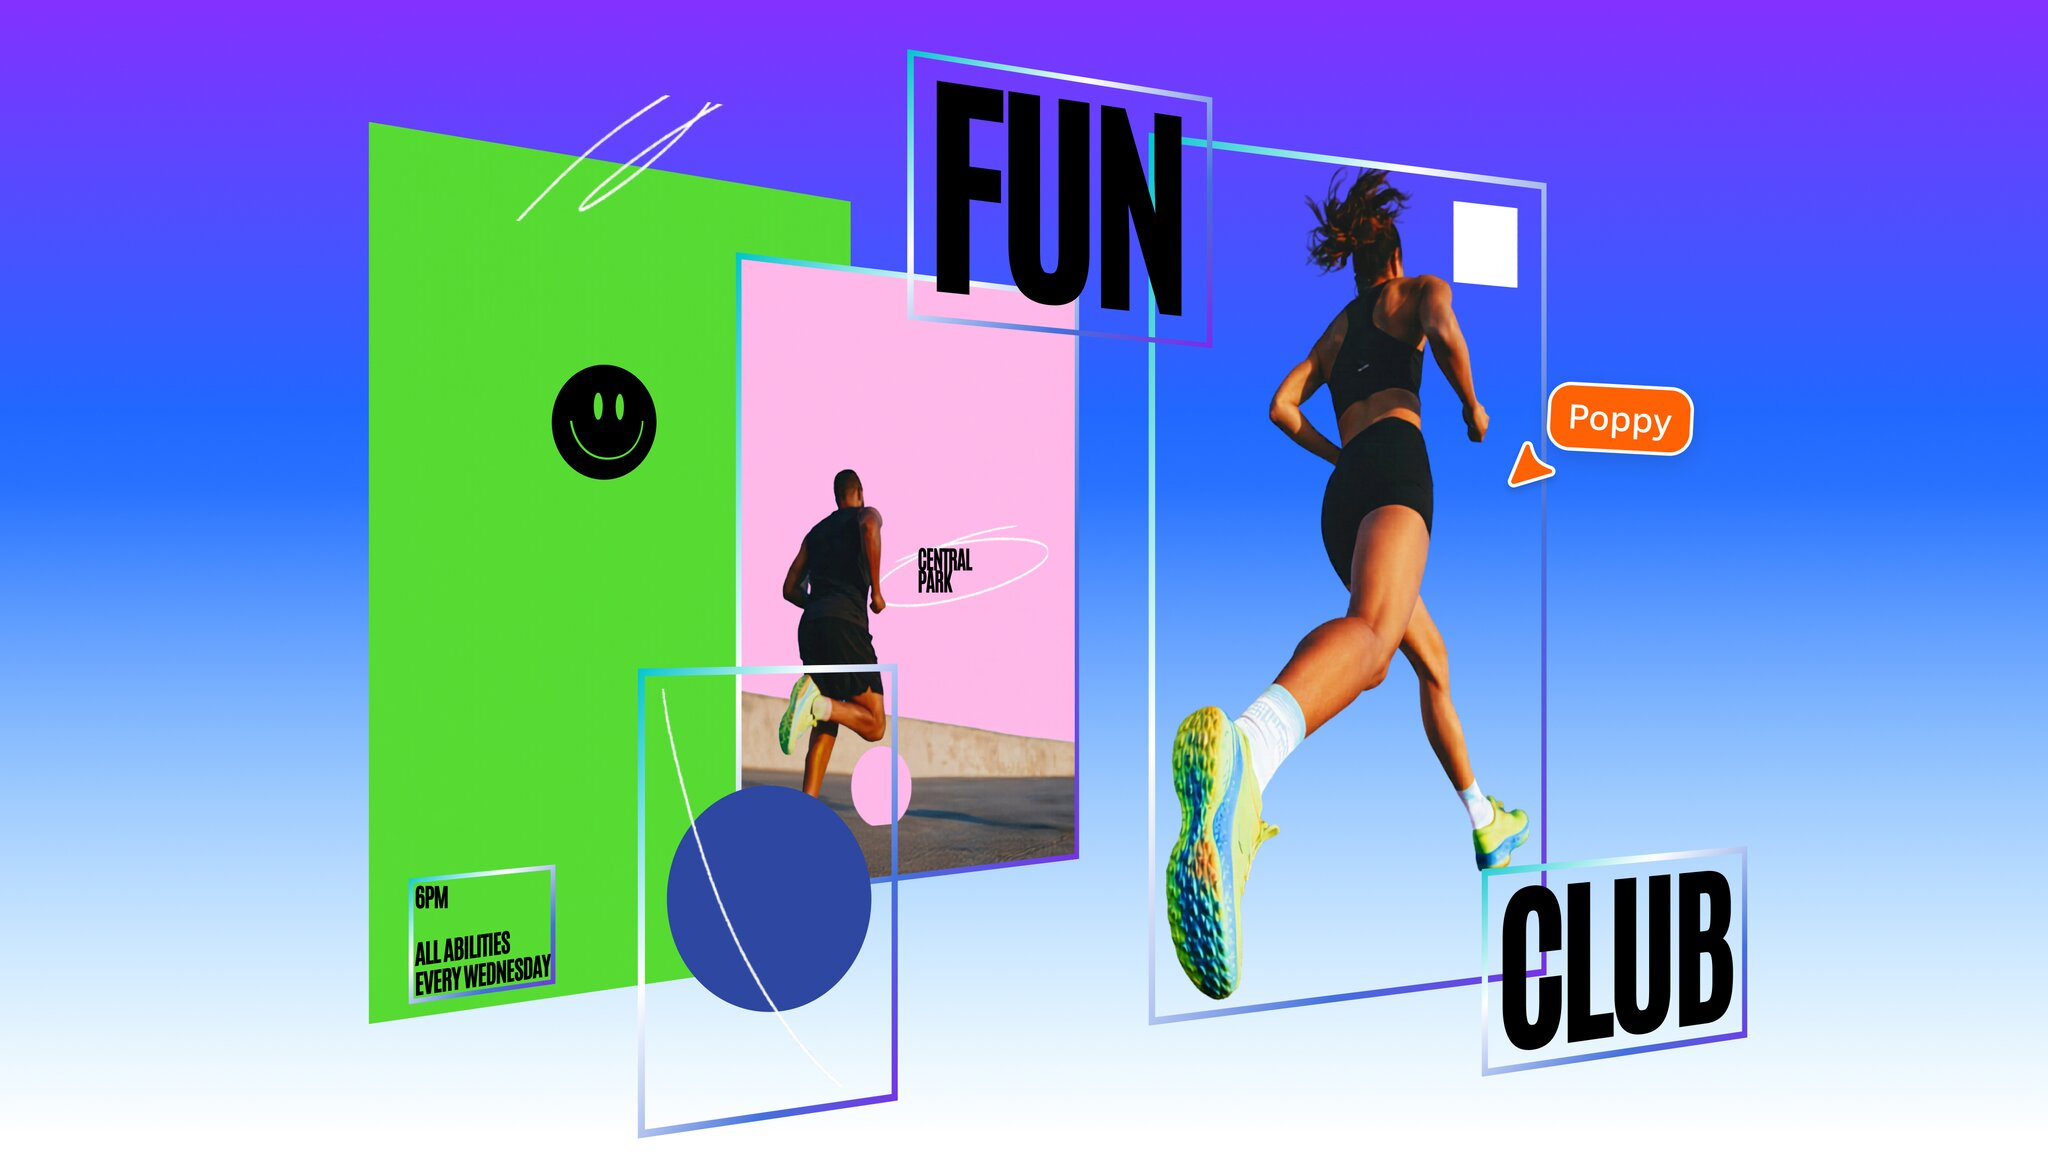 FUN
Poppy
CENTRAL
PARK
6PM
ALL ABILITIES
EVERY WEDNESDAY
CLUB